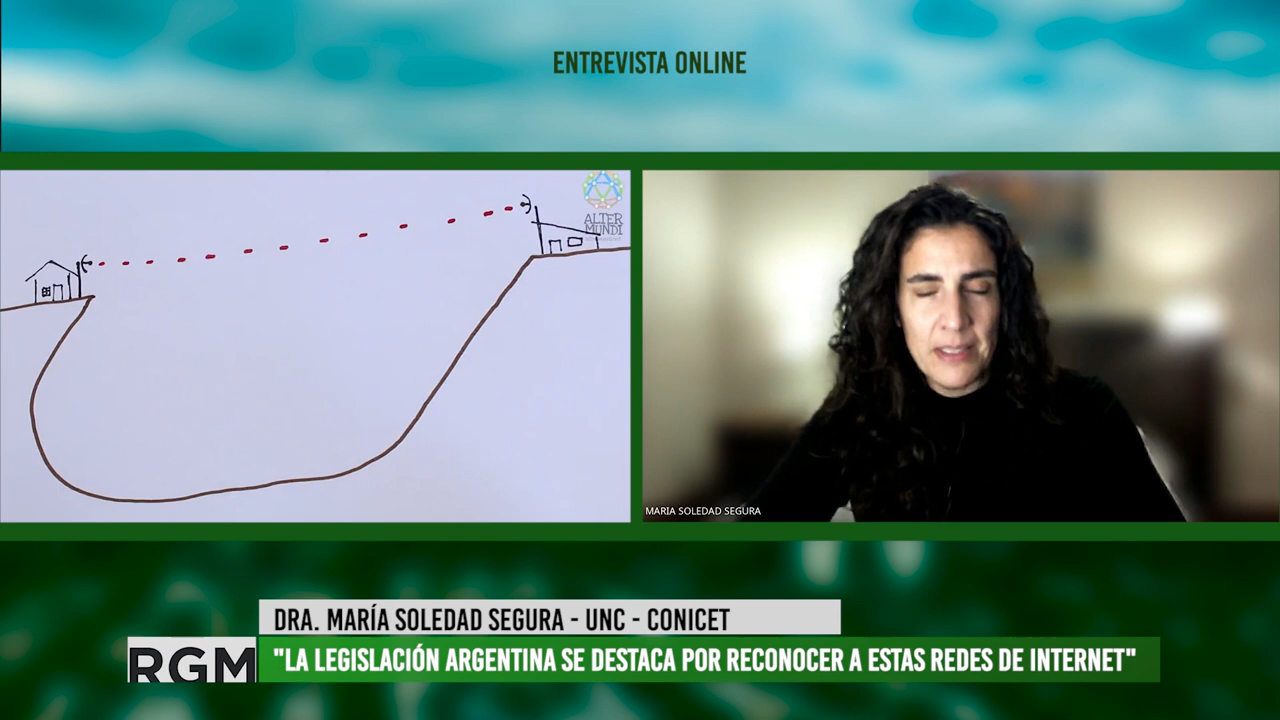 ENTREVISTA ONLINE
ALTER
MUNDI
MARIA SOLEDAD SEGURA
DRA. MARÍA SOLEDAD SEGURA - UNC - CONICET
RGM
"LA LEGISLACIÓN ARGENTINA SE DESTACA POR RECONOCER A ESTAS REDES DE INTERNET"